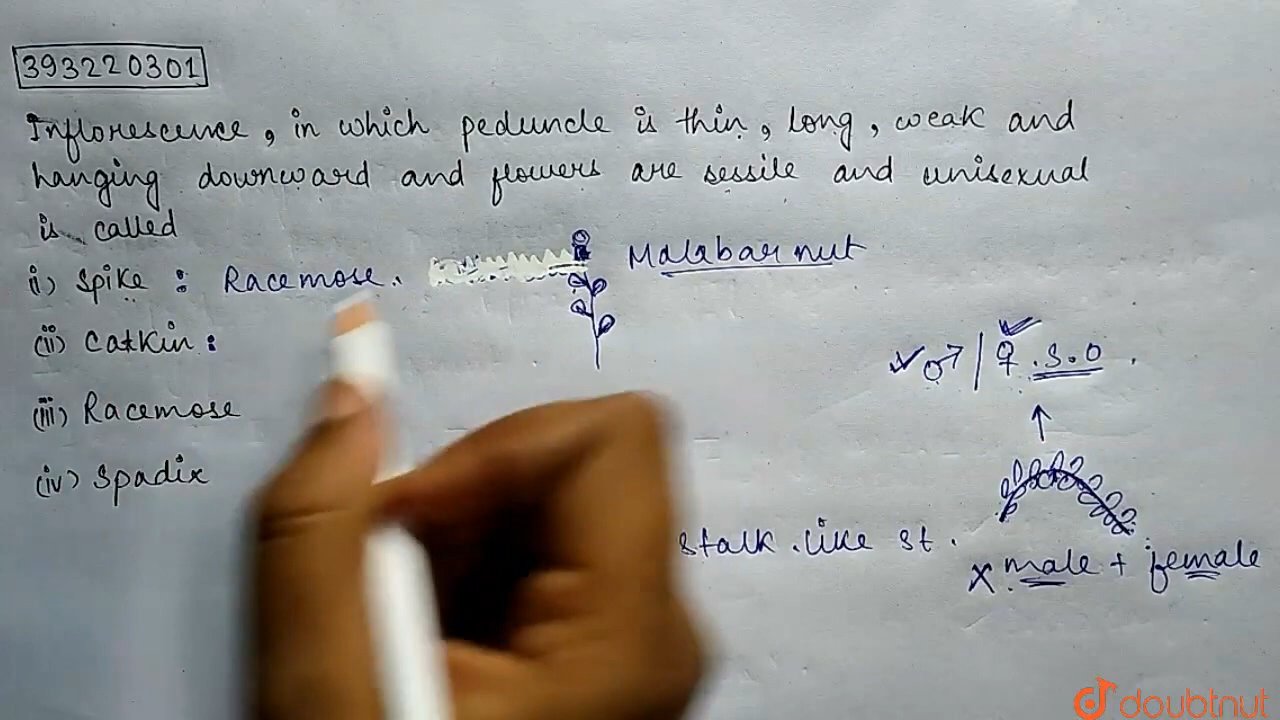 393220301
Inflorescence, in which peduncle is thin, long, weak and
hanging downward and flowers are sessile and unisexual
is called
(i) Spike : Racemose.
Malabar nut
(ii) Catkin :
♂ / ♀ .S.O .
(iii) Racemose
(iv) Spadix
stalk.like st.
x male + female
doubtnut